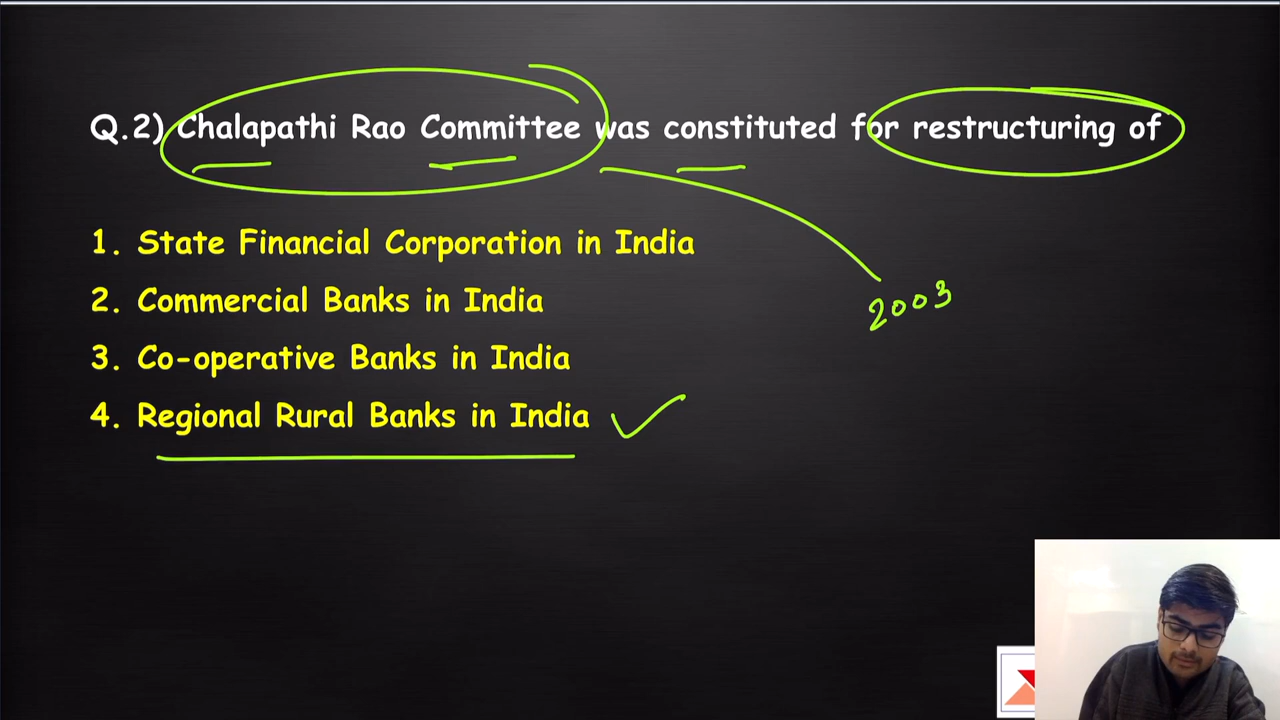 Q.2) Chalapathi Rao Committee was constituted for restructuring of
1. State Financial Corporation in India
2. Commercial Banks in India
2003
3. Co-operative Banks in India
4. Regional Rural Banks in India